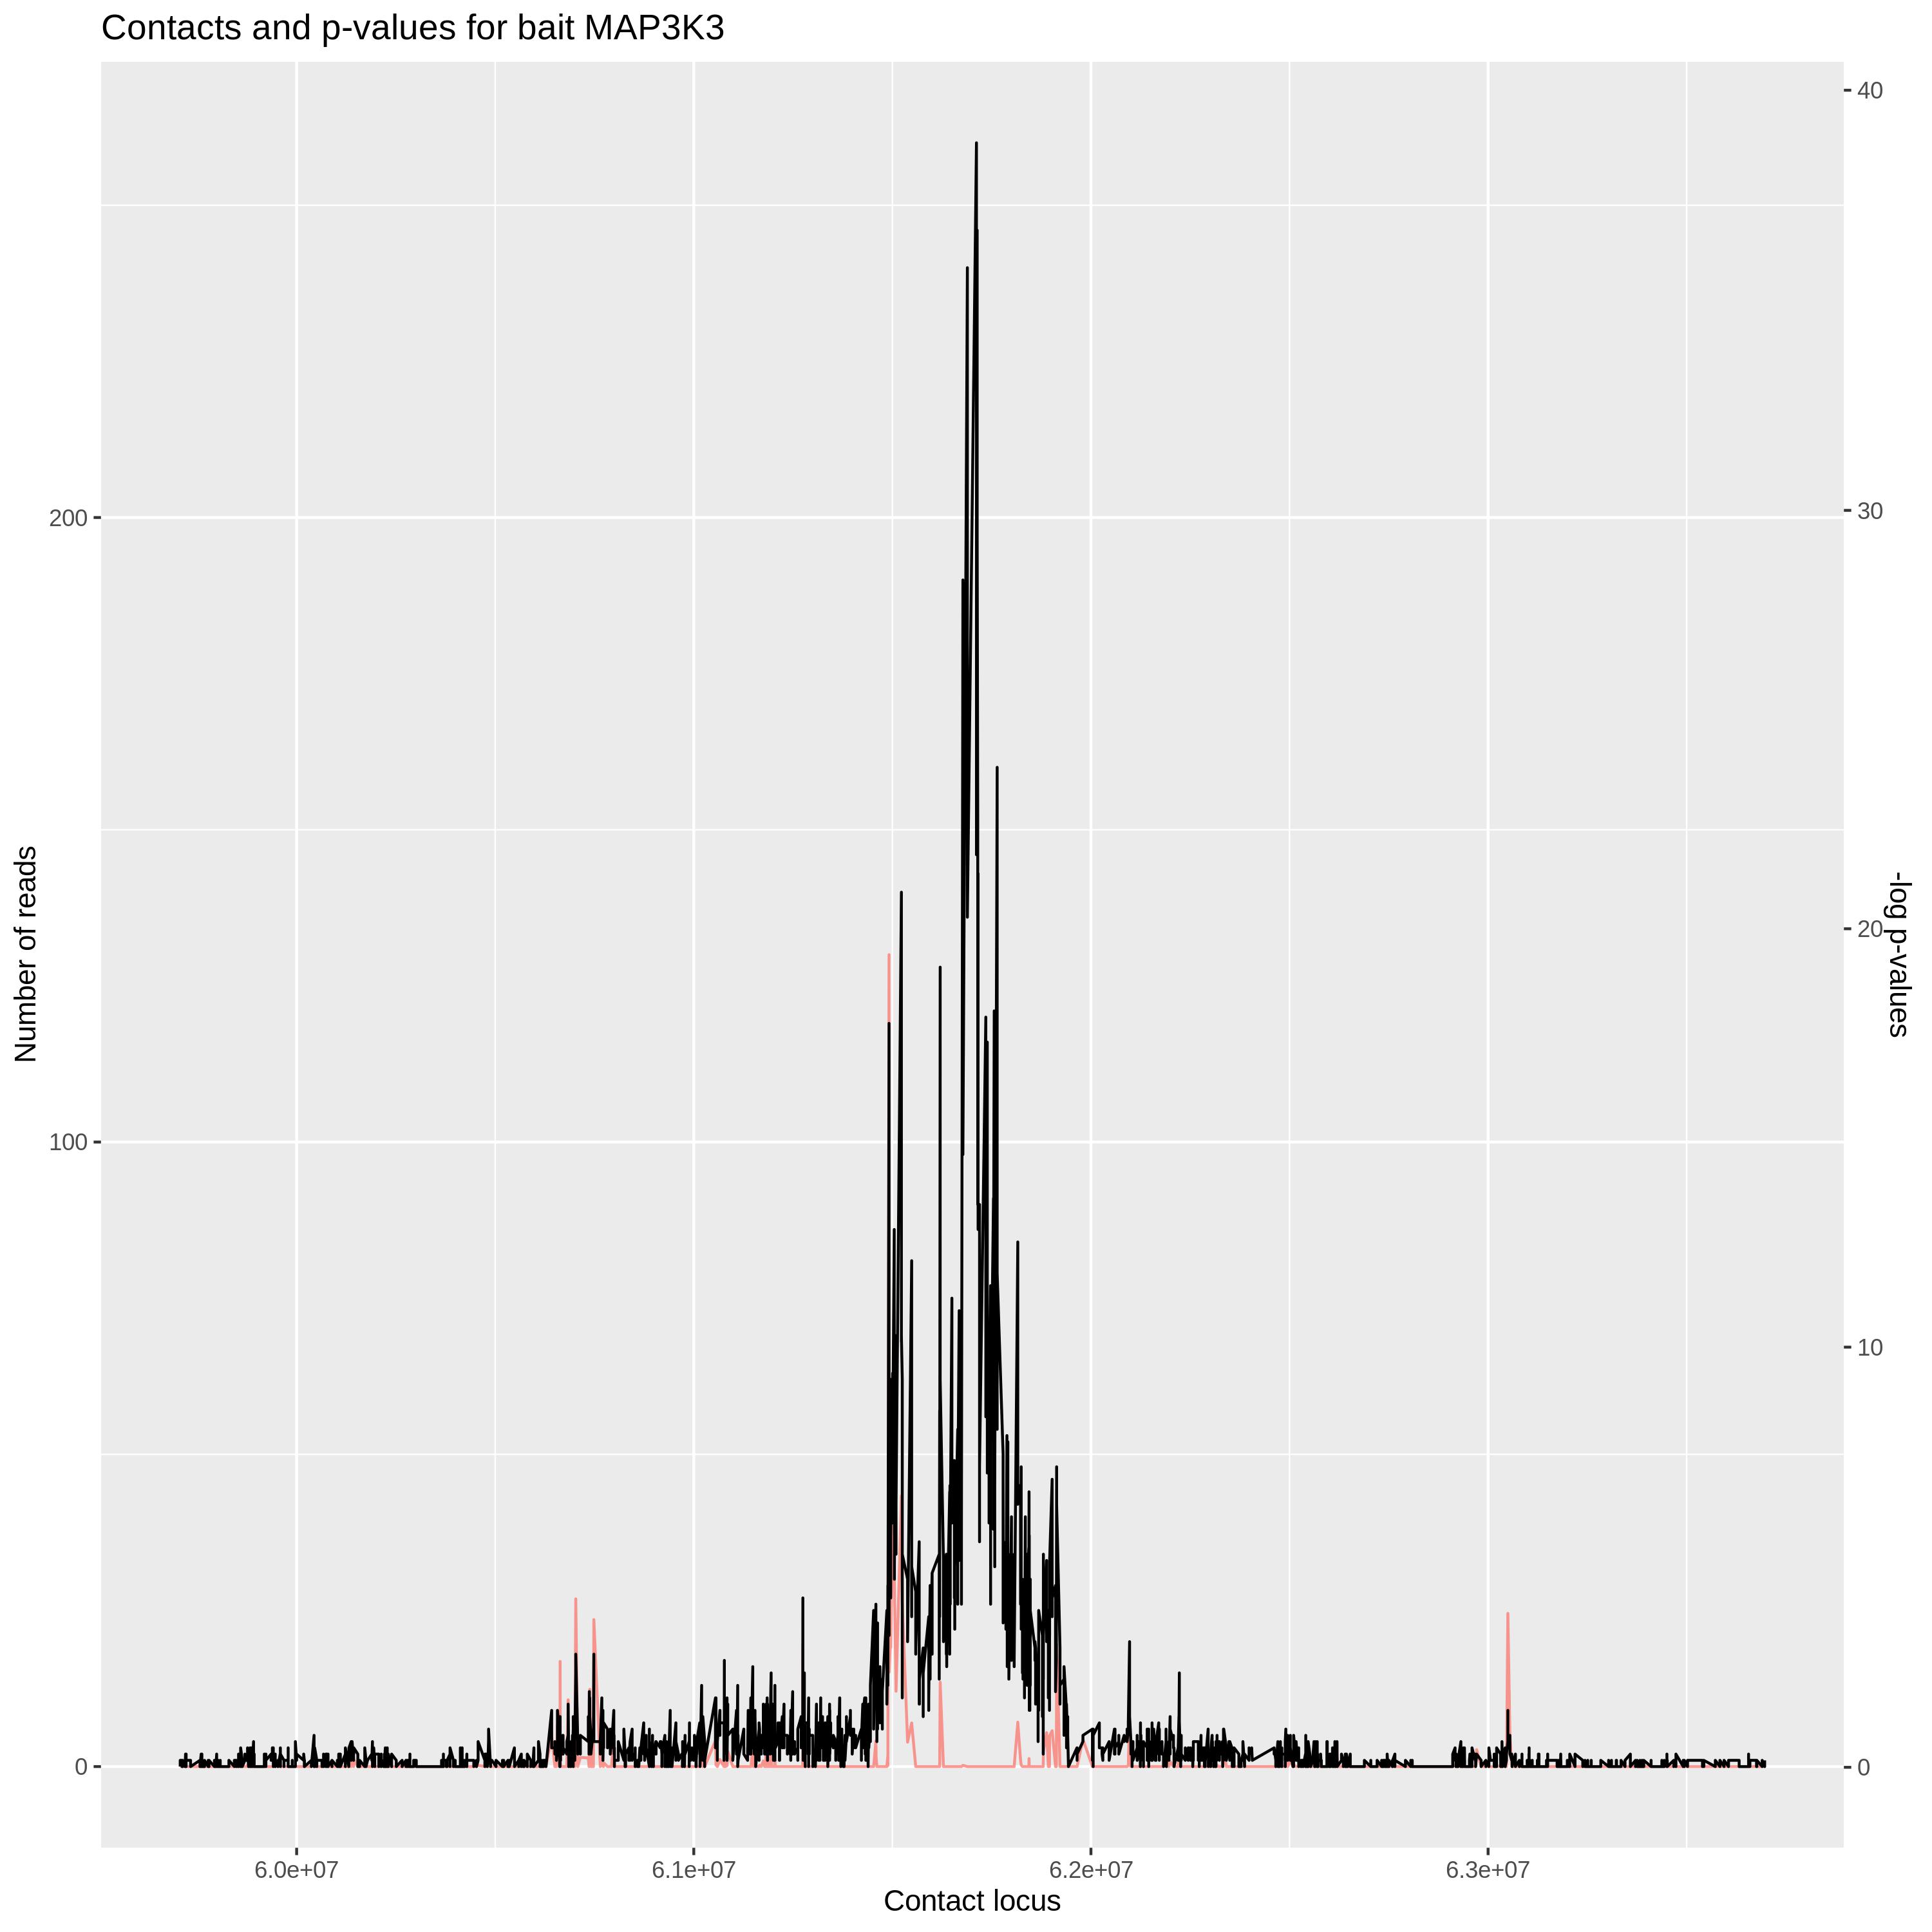 Contacts and p-values for bait MAP3K3
Number of reads
200
100
0
40
30
20
10
0
-log p-values
6.0e+07 6.1e+07 6.2e+07 6.3e+07
Contact locus